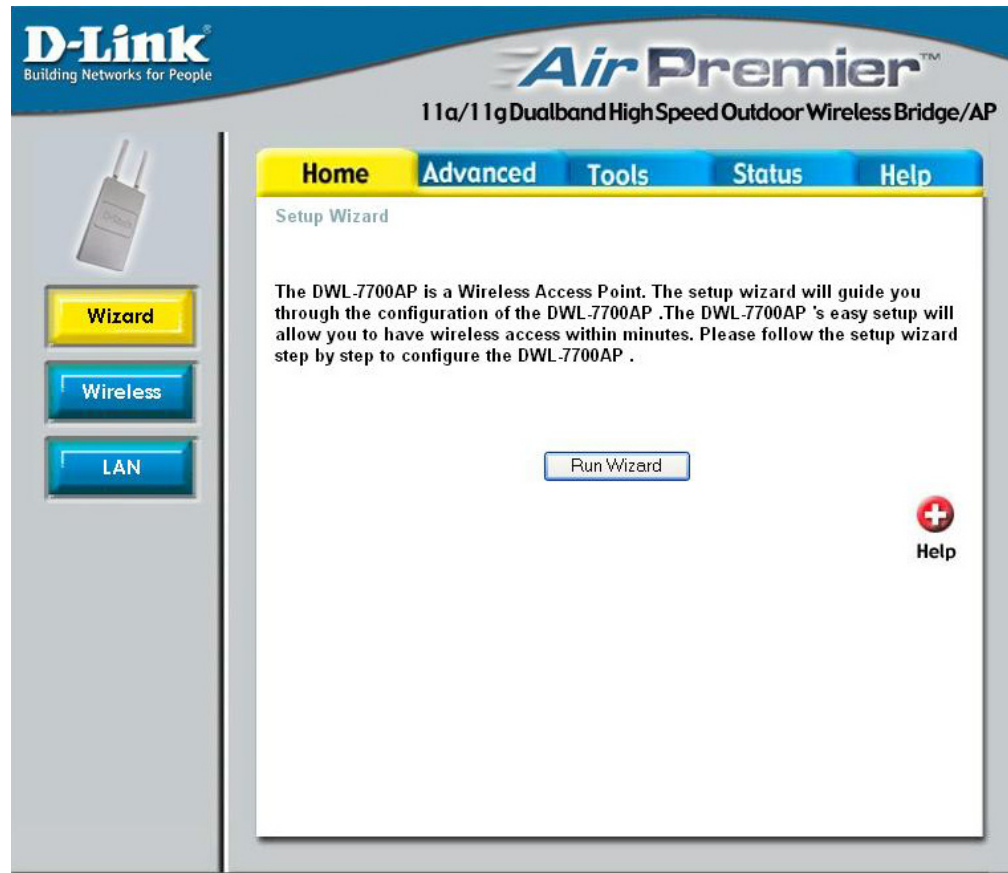 D-Link®
Building Networks for People
Air Premier™
11a/11g Dualband High Speed Outdoor Wireless Bridge/AP
D-Link
Home
Advanced
Tools
Status
Help
Wizard
Wireless
LAN
Setup Wizard
The DWL-7700AP is a Wireless Access Point. The setup wizard will guide you
through the configuration of the DWL-7700AP .The DWL-7700AP 's easy setup will
allow you to have wireless access within minutes. Please follow the setup wizard
step by step to configure the DWL-7700AP .
Run Wizard
Help